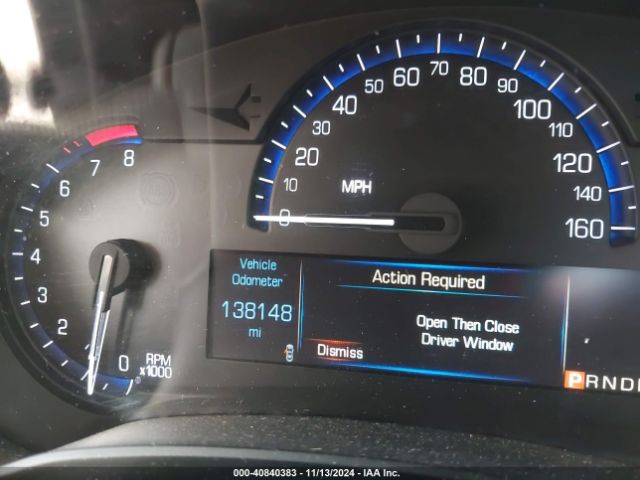 8
7
6
5
4
3
2
0
RPM
x1000
0
10
20
30
40
50
60
70
80
90
100
110
120
140
160
MPH
Vehicle
Odometer
138148
mi
Action Required
Open Then Close
Driver Window
Dismiss
PRND
000-40840383 - 11/13/2024 - IAA Inc.